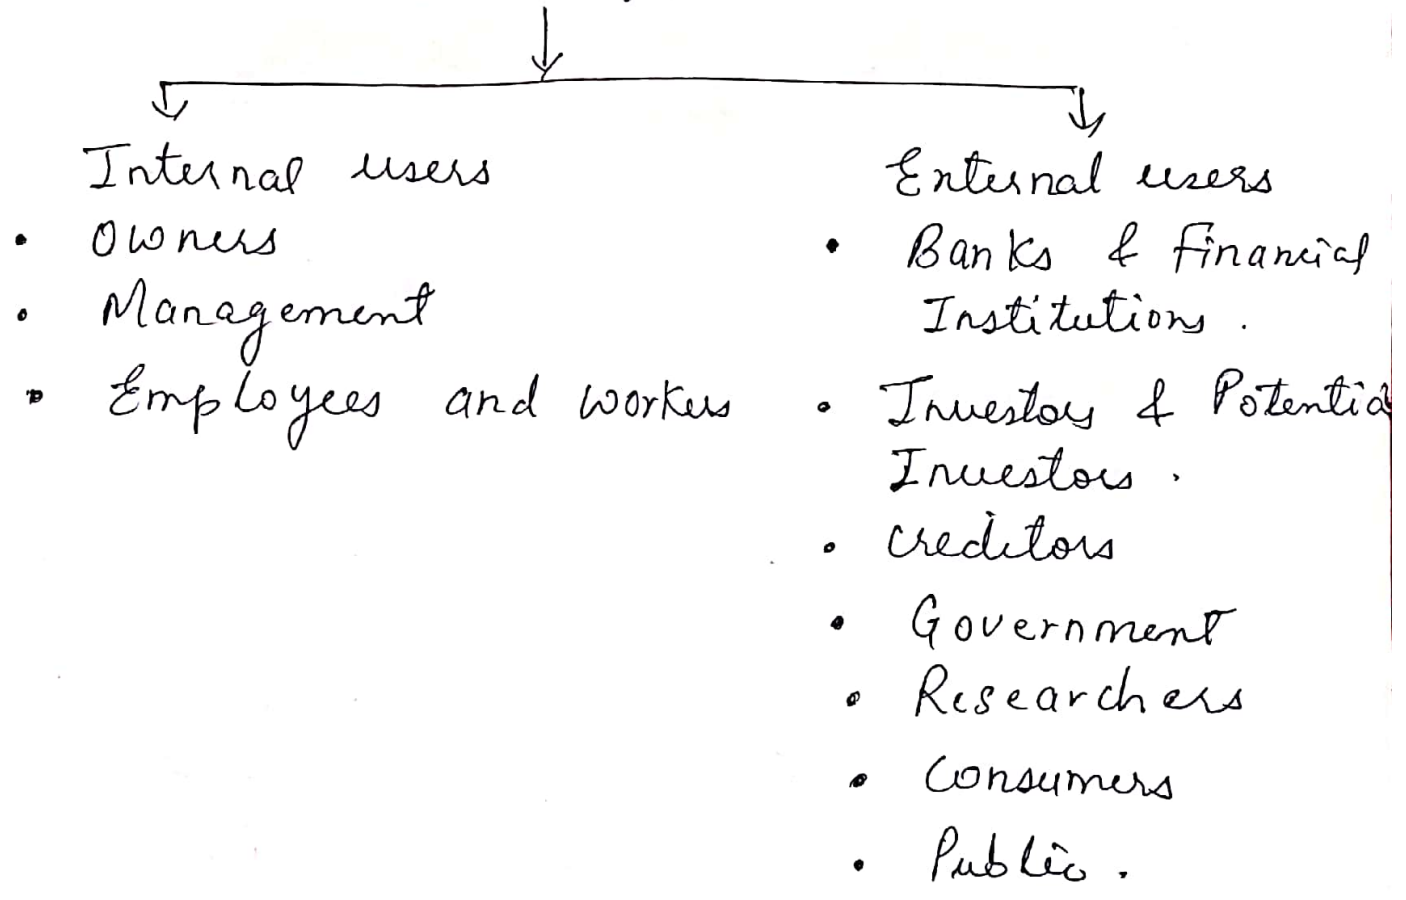 Internal users
• Owners
• Management
• Employees and workers
External users
• Banks & financial
Institutions.
• Investors & Potentia
Investors.
• creditors
• Government
• Researchers
• Consumers
• Public.